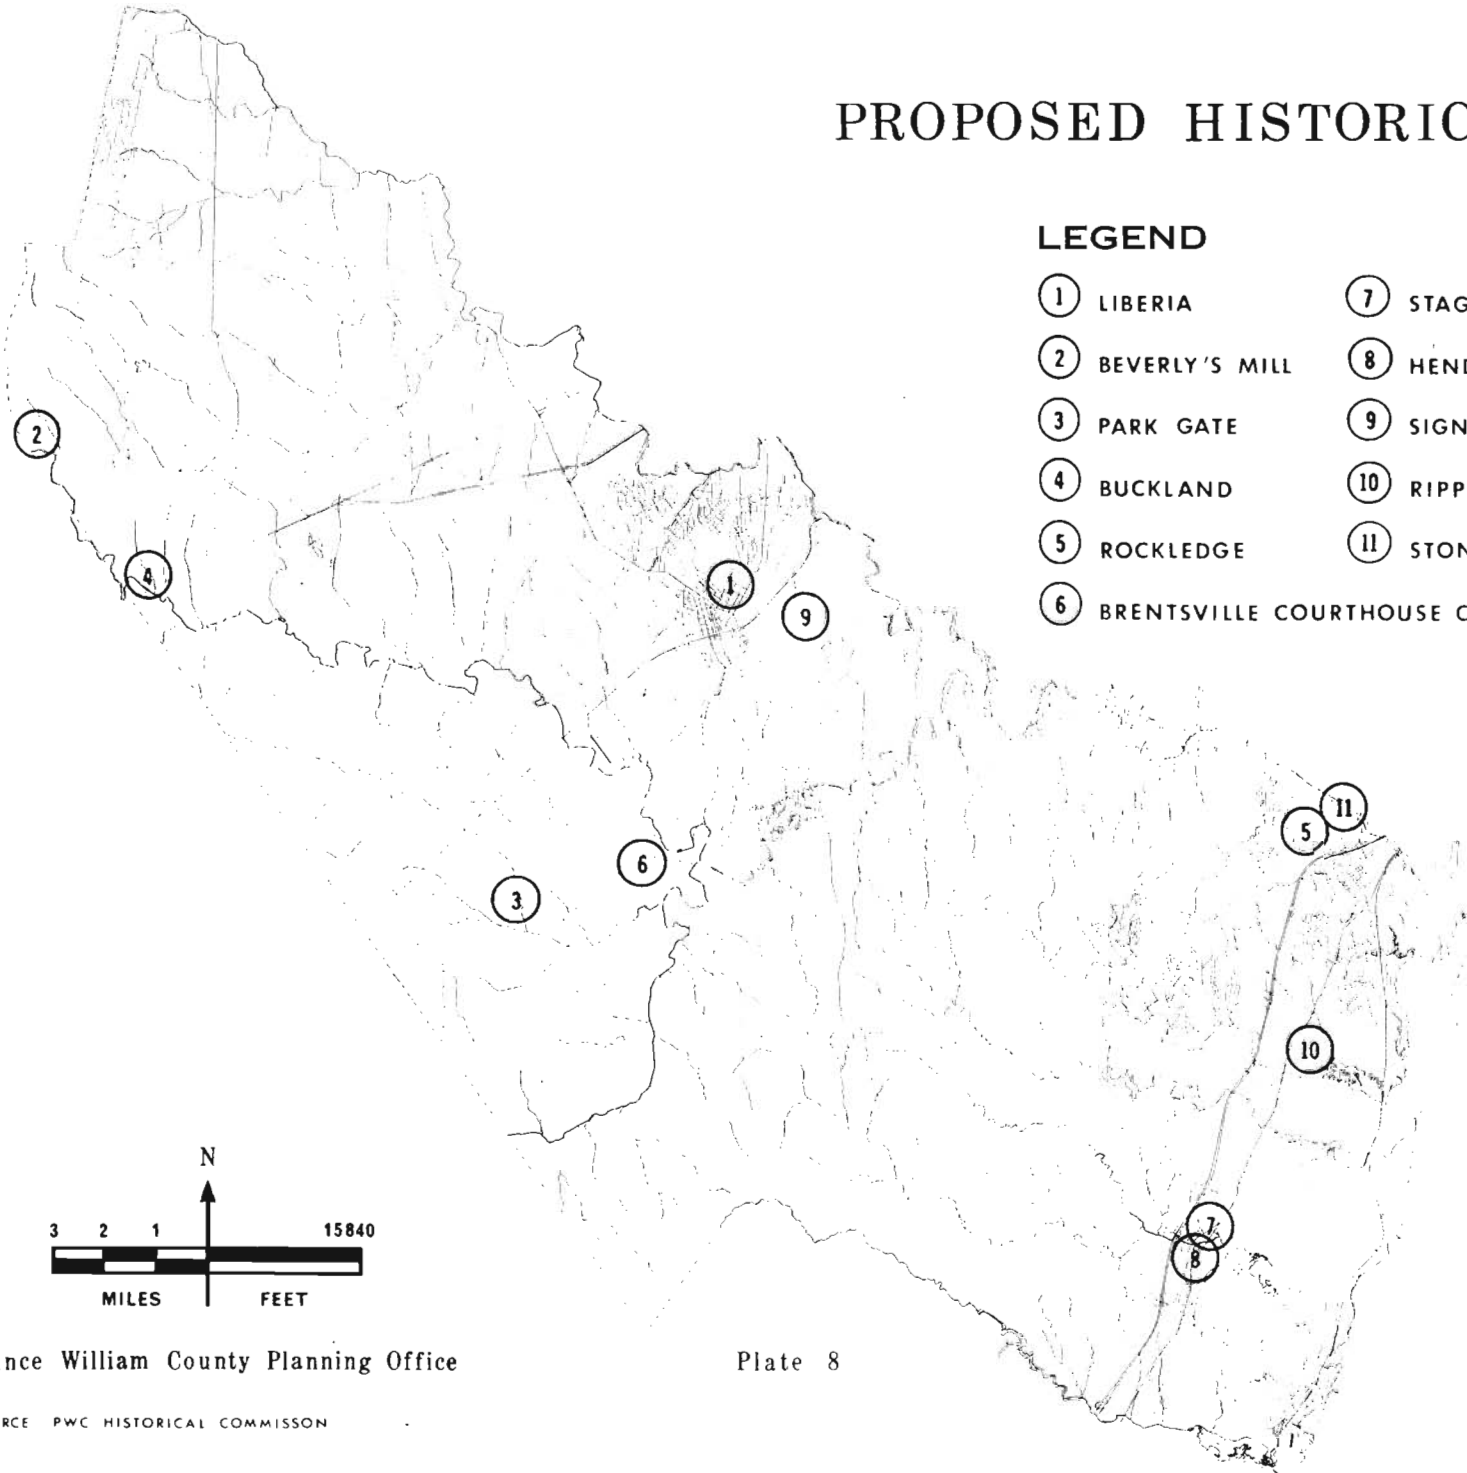 PROPOSED HISTORIC
LEGEND
1 LIBERIA
2 BEVERLY'S MILL
3 PARK GATE
4 BUCKLAND
5 ROCKLEDGE
6 BRENTSVILLE COURTHOUSE C
7 STAG
8 HEND
9 SIGN
10 RIPP
11 STON
2
4
1
9
11
5
6
3
10
7
8
N
3 2 1 15840
MILES FEET
nce William County Planning Office
Plate 8
RCE PWC HISTORICAL COMMISSON